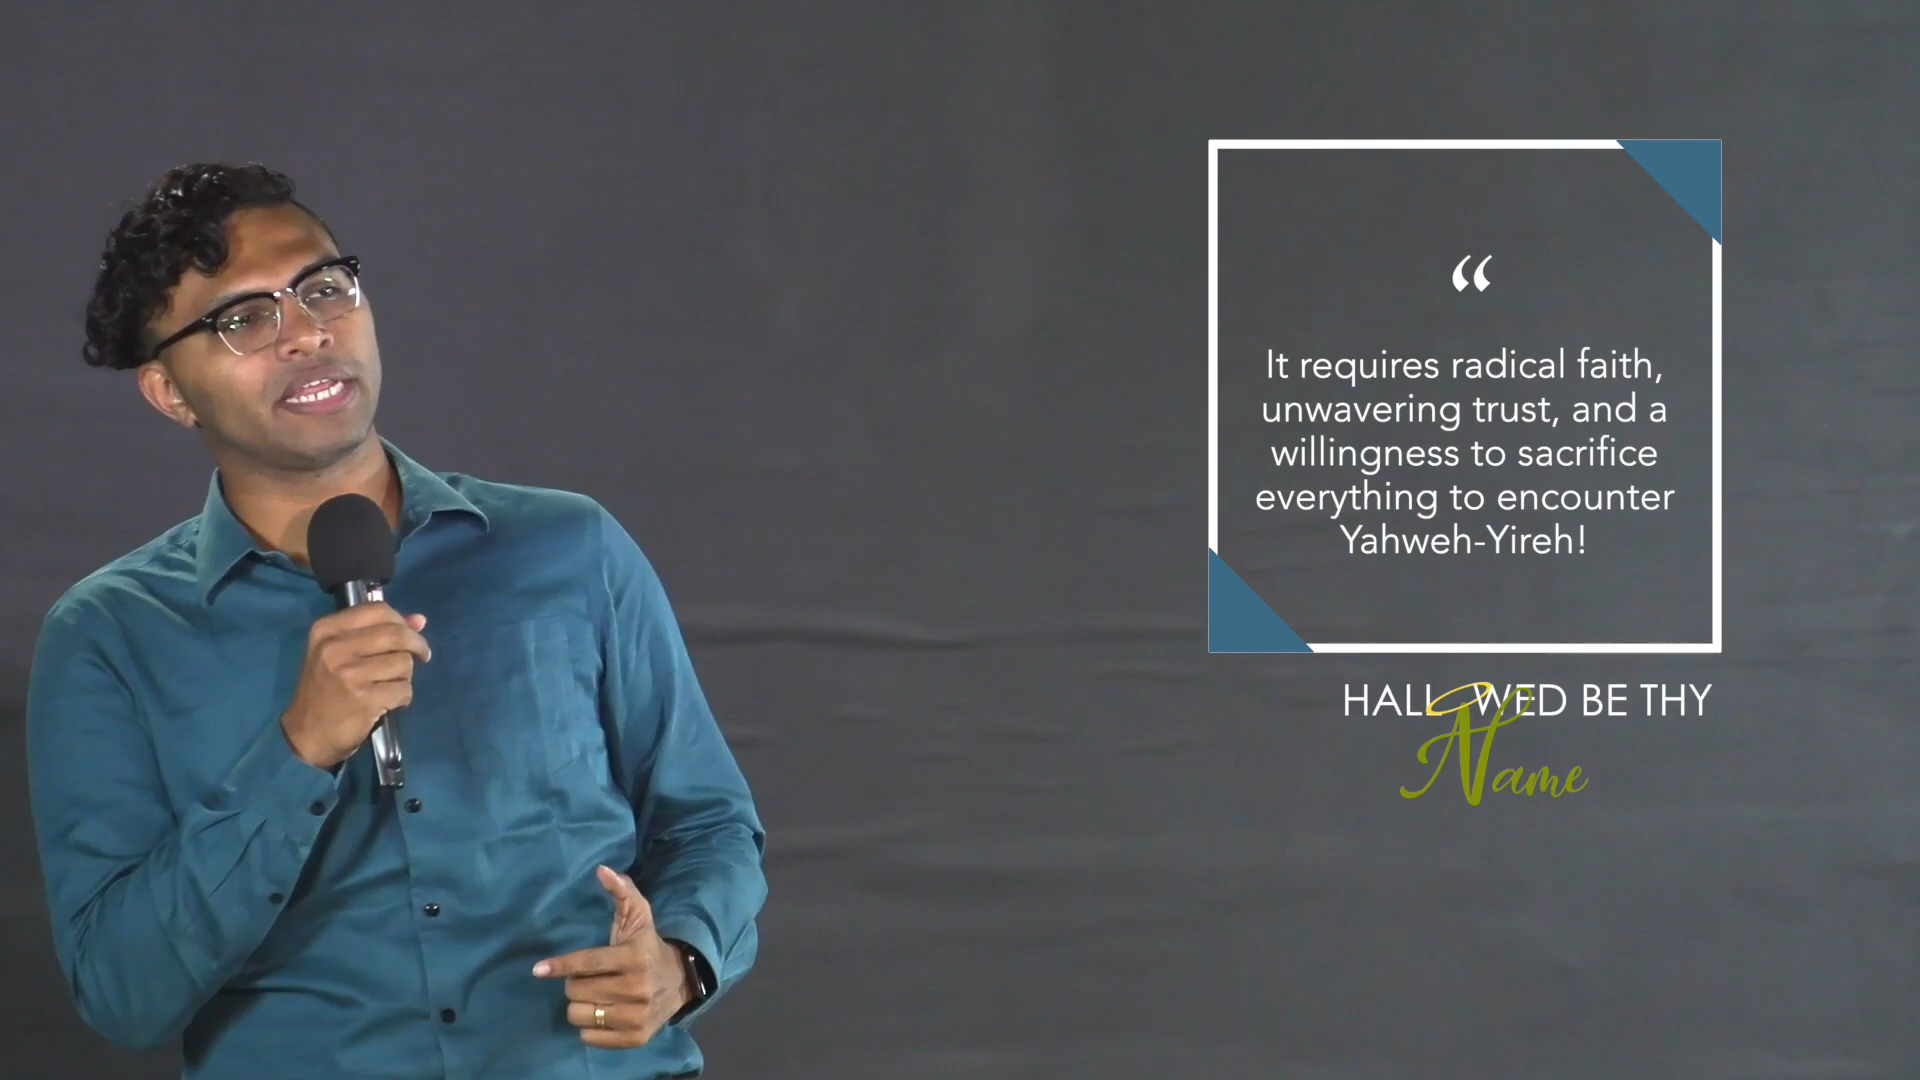 “
It requires radical faith,
unwavering trust, and a
willingness to sacrifice
everything to encounter
Yahweh-Yireh!
HALLOWED BE THY
Name